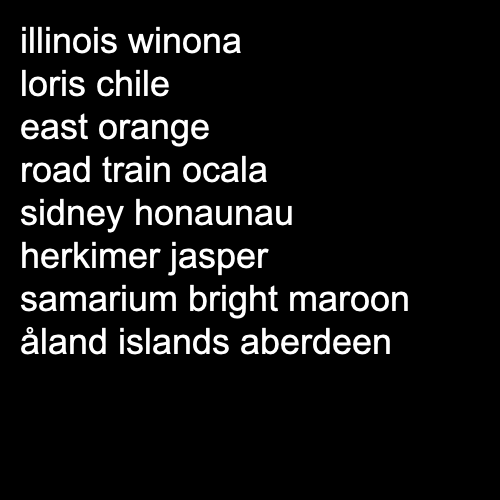 illinois winona
loris chile
east orange
road train ocala
sidney honaunau
herkimer jasper
samarium bright maroon
åland islands aberdeen